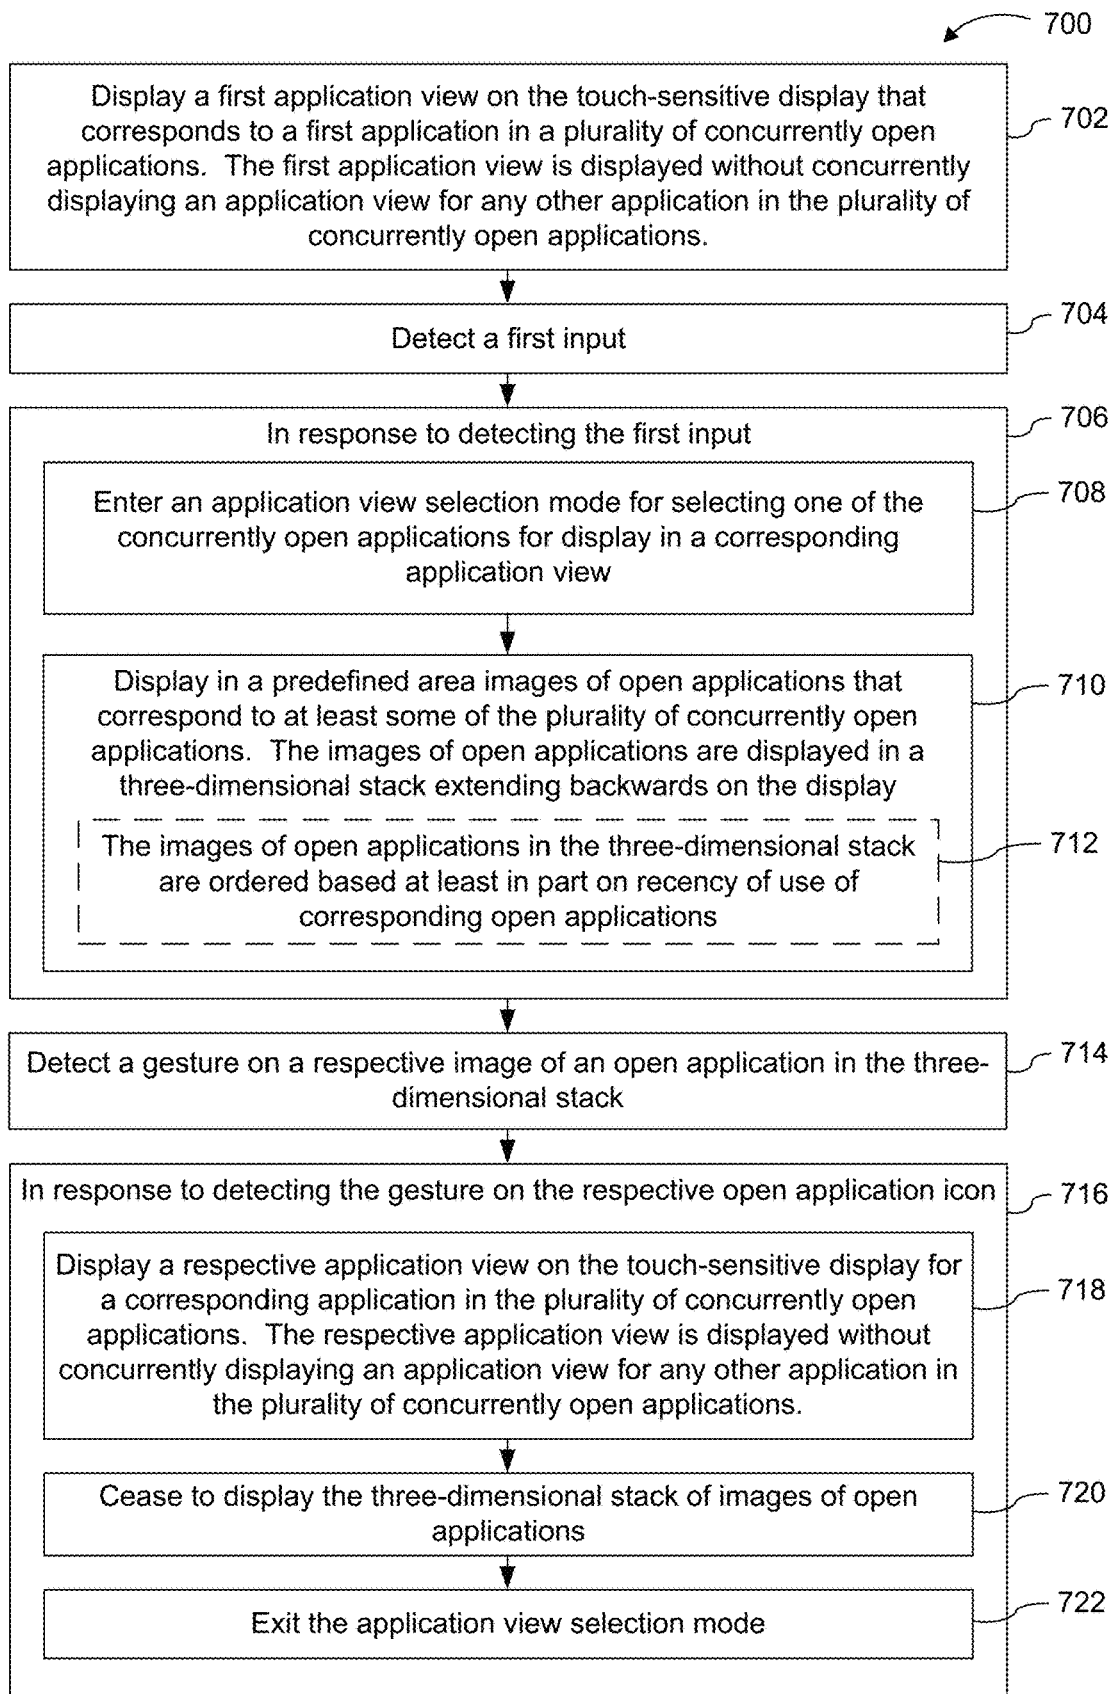 700
Display a first application view on the touch-sensitive display that
corresponds to a first application in a plurality of concurrently open
applications.  The first application view is displayed without concurrently
displaying an application view for any other application in the plurality of
concurrently open applications.
702
Detect a first input
704
In response to detecting the first input
706
Enter an application view selection mode for selecting one of the
concurrently open applications for display in a corresponding
application view
708
Display in a predefined area images of open applications that
correspond to at least some of the plurality of concurrently open
applications.  The images of open applications are displayed in a
three-dimensional stack extending backwards on the display
710
The images of open applications in the three-dimensional stack
are ordered based at least in part on recency of use of
corresponding open applications
712
Detect a gesture on a respective image of an open application in the three-
dimensional stack
714
In response to detecting the gesture on the respective open application icon
716
Display a respective application view on the touch-sensitive display for
a corresponding application in the plurality of concurrently open
applications.  The respective application view is displayed without
concurrently displaying an application view for any other application in
the plurality of concurrently open applications.
718
Cease to display the three-dimensional stack of images of open
applications
720
Exit the application view selection mode
722